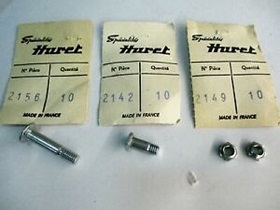 Spécialités
Huret
N° Pièce Quantité
2156 10
MADE IN FRANCE
Spécialités
Huret
N° Pièce Quantité
2142 10
MADE IN FRANCE
Spécialités
Huret
N° Pièce Quantité
2149 10
MADE IN FRANCE